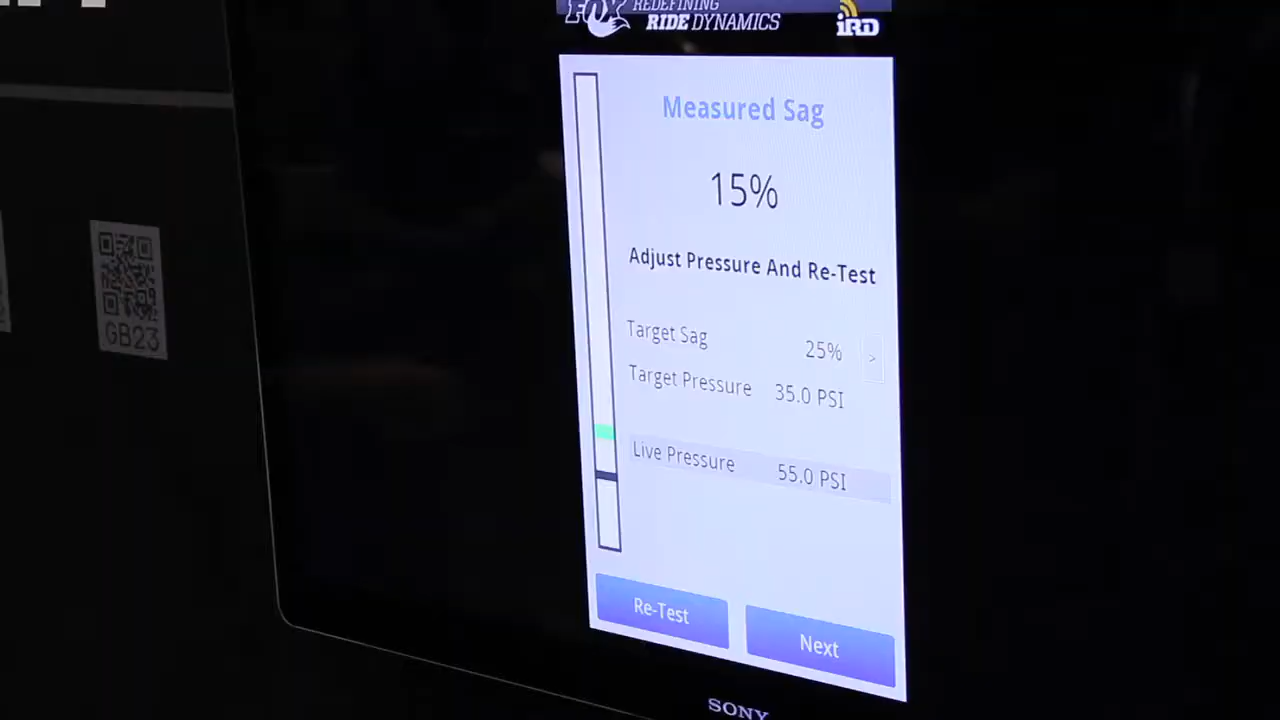 FOX REDEFINING
RIDE DYNAMICS
iRD
Measured Sag
15%
Adjust Pressure And Re-Test
Target Sag 25% >
Target Pressure 35.0 PSI
Live Pressure 55.0 PSI
Re-Test
Next
SONY
GB23